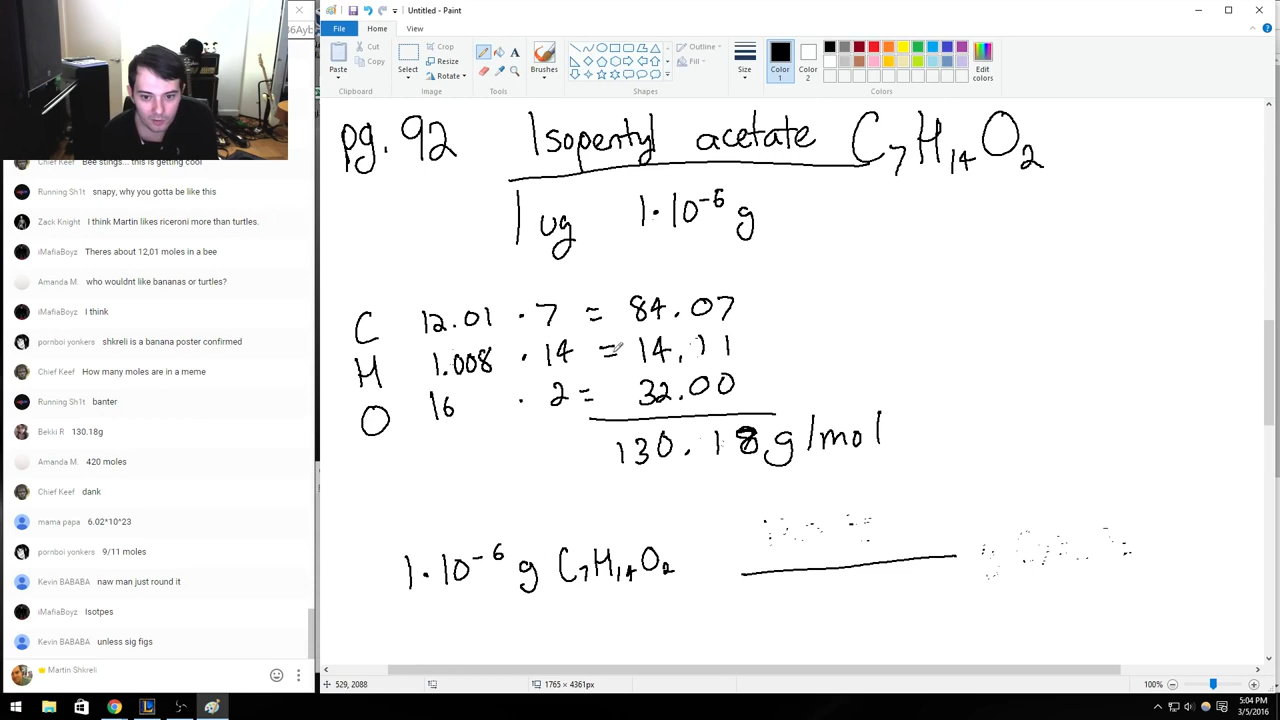 36Ayb
Untitled - Paint
File
Home
View
Paste
Cut
Copy
Clipboard
Select
Crop
Resize
Rotate
Image
Tools
Brushes
Shapes
Outline
Fill
Size
Color
1
Color
2
Edit
colors
Colors
Chief Keef Bee stings... this is getting cool
Running Sh1t snapy, why you gotta be like this
Zack Knight I think Martin likes riceroni more than turtles.
iMafiaBoyz Theres about 12,01 moles in a bee
Amanda M. who wouldnt like bananas or turtles?
iMafiaBoyz I think
pornboi yonkers shkreli is a banana poster confirmed
Chief Keef How many moles are in a meme
Running Sh1t banter
Bekki R 130.18g
Amanda M. 420 moles
Chief Keef dank
mama papa 6.02*10^23
pornboi yonkers 9/11 moles
Kevin BABABA naw man just round it
iMafiaBoyz Isotpes
Kevin BABABA unless sig figs
Martin Shkreli
pg. 92 Isopentyl acetate C7H14O2
1 ug 1·10⁻⁶ g
C 12.01 · 7 = 84.07
H 1.008 · 14 = 14.11
O 16 · 2 = 32.00
130.18 g/mol
1·10⁻⁶ g C7H14O2
529, 2088
1765 × 4361px
100%
5:04 PM
3/5/2016